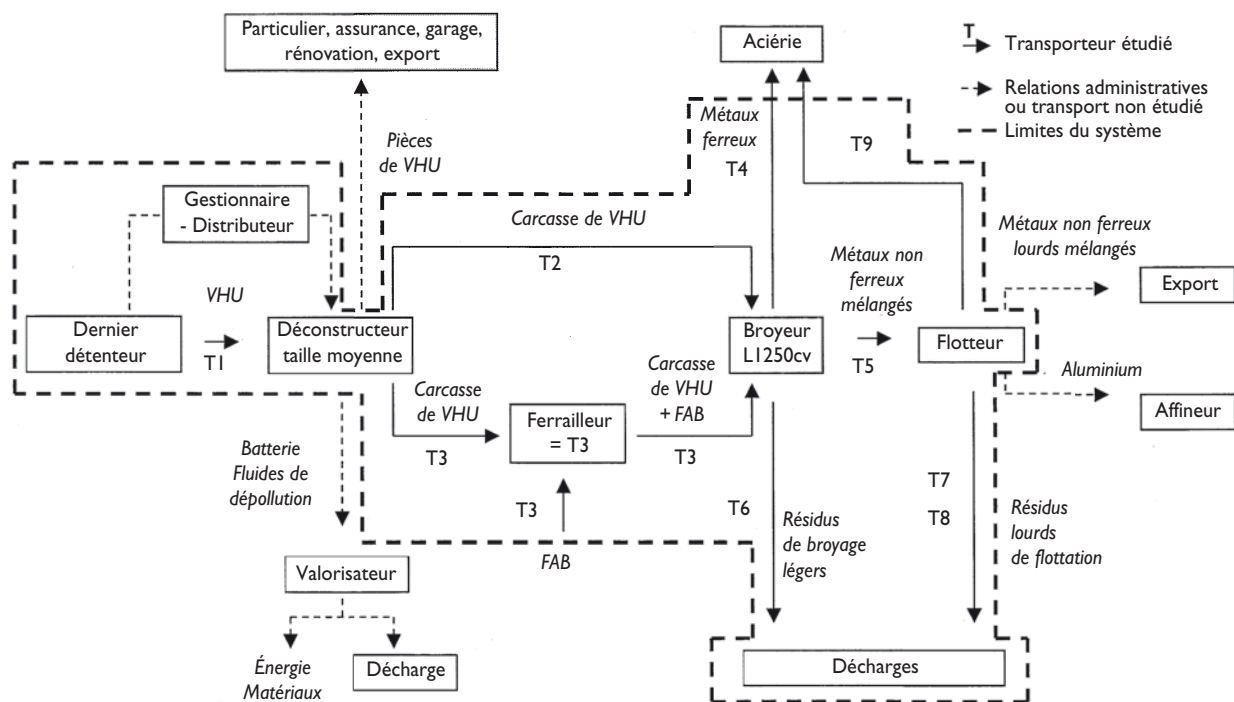 Particulier, assurance, garage,
rénovation, export
Aciérie
T
Transporteur étudié
Relations administratives
ou transport non étudié
Limites du système
Métaux
ferreux
T4
T9
Pièces
de VHU
Gestionnaire
- Distributeur
Carcasse de VHU
T2
Métaux non
ferreux
mélangés
Métaux non ferreux
lourds mélangés
Export
VHU
Dernier
détenteur
T1
Déconstructeur
taille moyenne
Broyeur
L1250cv
T5
Flotteur
Aluminium
Affineur
Carcasse
de VHU
T3
Ferrailleur
= T3
Carcasse
de VHU
+ FAB
T3
Batterie
Fluides de
dépollution
T3
FAB
T6
Résidus
de broyage
légers
T7
T8
Résidus
lourds
de flottation
Valorisateur
Énergie
Matériaux
Décharge
Décharges